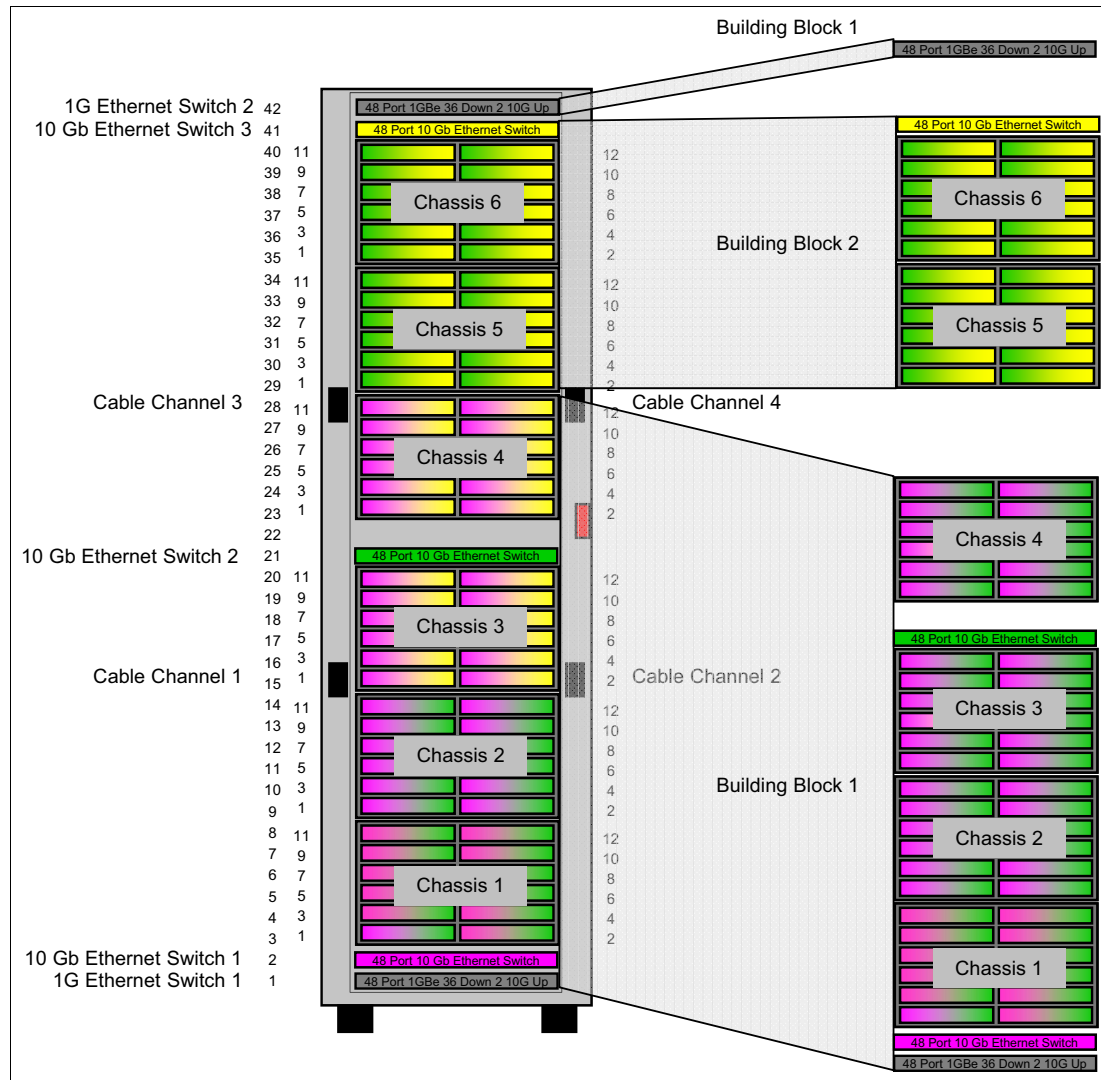 Building Block 1
48 Port 1GBe 36 Down 2 10G Up
1G Ethernet Switch 2 42 48 Port 1GBe 36 Down 2 10G Up
10 Gb Ethernet Switch 3 41 48 Port 10 Gb Ethernet Switch 48 Port 10 Gb Ethernet Switch
40 11 12
39 9 10
38 7 Chassis 6 8 Chassis 6
37 5 6
36 3 4 Building Block 2
35 1 2
34 11 12
33 9 10
32 7 Chassis 5 8 Chassis 5
31 5 6
30 3 4
29 1 2
Cable Channel 3 Cable Channel 4
28 11 12
27 9 10
26 7 Chassis 4 8
25 5 6
24 3 4
23 1 2
22
Chassis 4
10 Gb Ethernet Switch 2 21 48 Port 10 Gb Ethernet Switch
20 11 12
19 9 10
18 7 Chassis 3 8
17 5 6
16 3 4
15 1 2
48 Port 10 Gb Ethernet Switch
Cable Channel 1 Cable Channel 2
Chassis 3
14 11 12
13 9 10
12 7 Chassis 2 8
11 5 6
10 3 4 Building Block 1
9 1 2
Chassis 2
8 11 12
7 9 10
6 7 Chassis 1 8
5 5 6
4 3 4
3 1 2
Chassis 1
10 Gb Ethernet Switch 1 2 48 Port 10 Gb Ethernet Switch
1G Ethernet Switch 1 1 48 Port 1GBe 36 Down 2 10G Up
48 Port 10 Gb Ethernet Switch
48 Port 1GBe 36 Down 2 10G Up